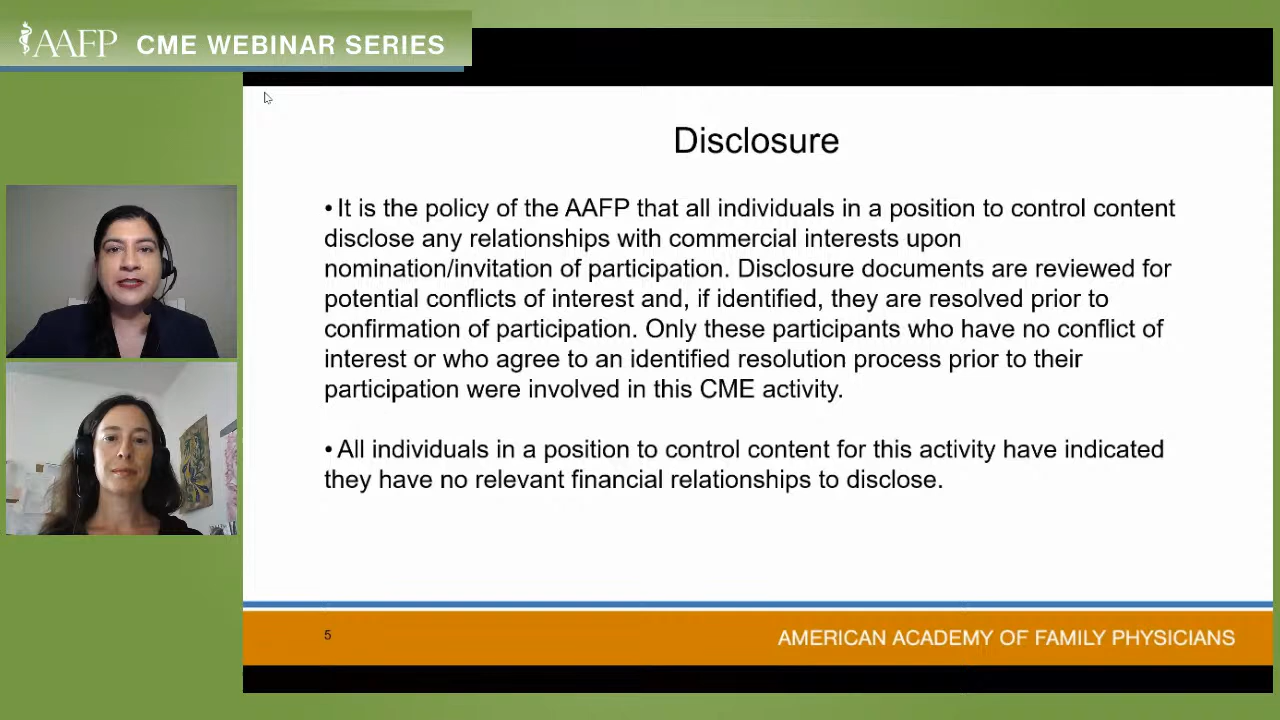 AAFP CME WEBINAR SERIES
Disclosure
• It is the policy of the AAFP that all individuals in a position to control content
disclose any relationships with commercial interests upon
nomination/invitation of participation. Disclosure documents are reviewed for
potential conflicts of interest and, if identified, they are resolved prior to
confirmation of participation. Only these participants who have no conflict of
interest or who agree to an identified resolution process prior to their
participation were involved in this CME activity.
• All individuals in a position to control content for this activity have indicated
they have no relevant financial relationships to disclose.
5
AMERICAN ACADEMY OF FAMILY PHYSICIANS